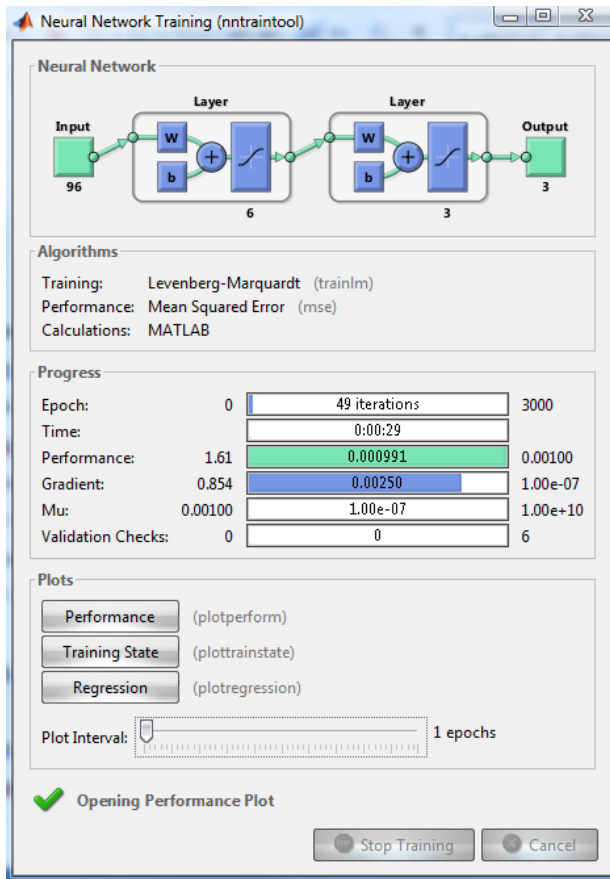 Neural Network Training (nntraintool)
Neural Network
Layer Layer
Input Output
W W
b b
+ +
96 3
6 3
Algorithms
Training: Levenberg-Marquardt (trainlm)
Performance: Mean Squared Error (mse)
Calculations: MATLAB
Progress
Epoch: 0 49 iterations 3000
Time: 0:00:29
Performance: 1.61 0.000991 0.00100
Gradient: 0.854 0.00250 1.00e-07
Mu: 0.00100 1.00e-07 1.00e+10
Validation Checks: 0 0 6
Plots
Performance (plotperform)
Training State (plottrainstate)
Regression (plotregression)
Plot Interval: 1 epochs
Opening Performance Plot
Stop Training Cancel